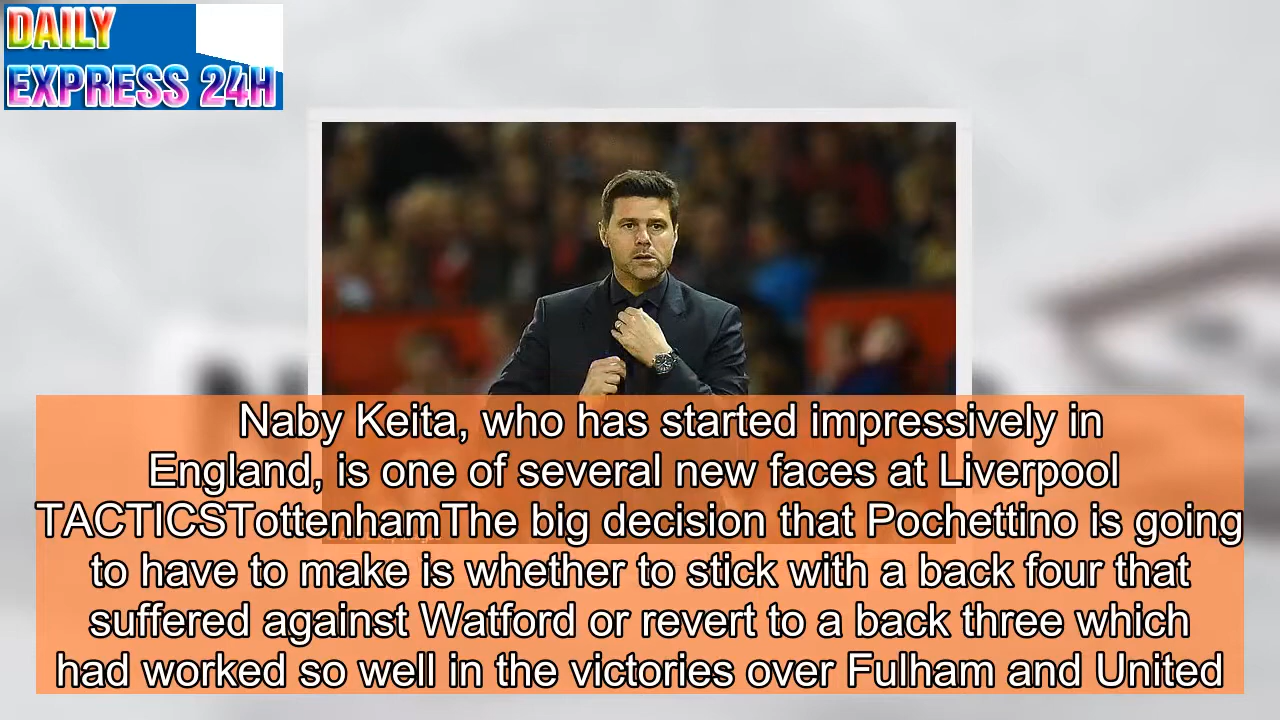 DAILY
EXPRESS 24H
Naby Keita, who has started impressively in
England, is one of several new faces at Liverpool
TACTICSTottenhamThe big decision that Pochettino is going
to have to make is whether to stick with a back four that
suffered against Watford or revert to a back three which
had worked so well in the victories over Fulham and United